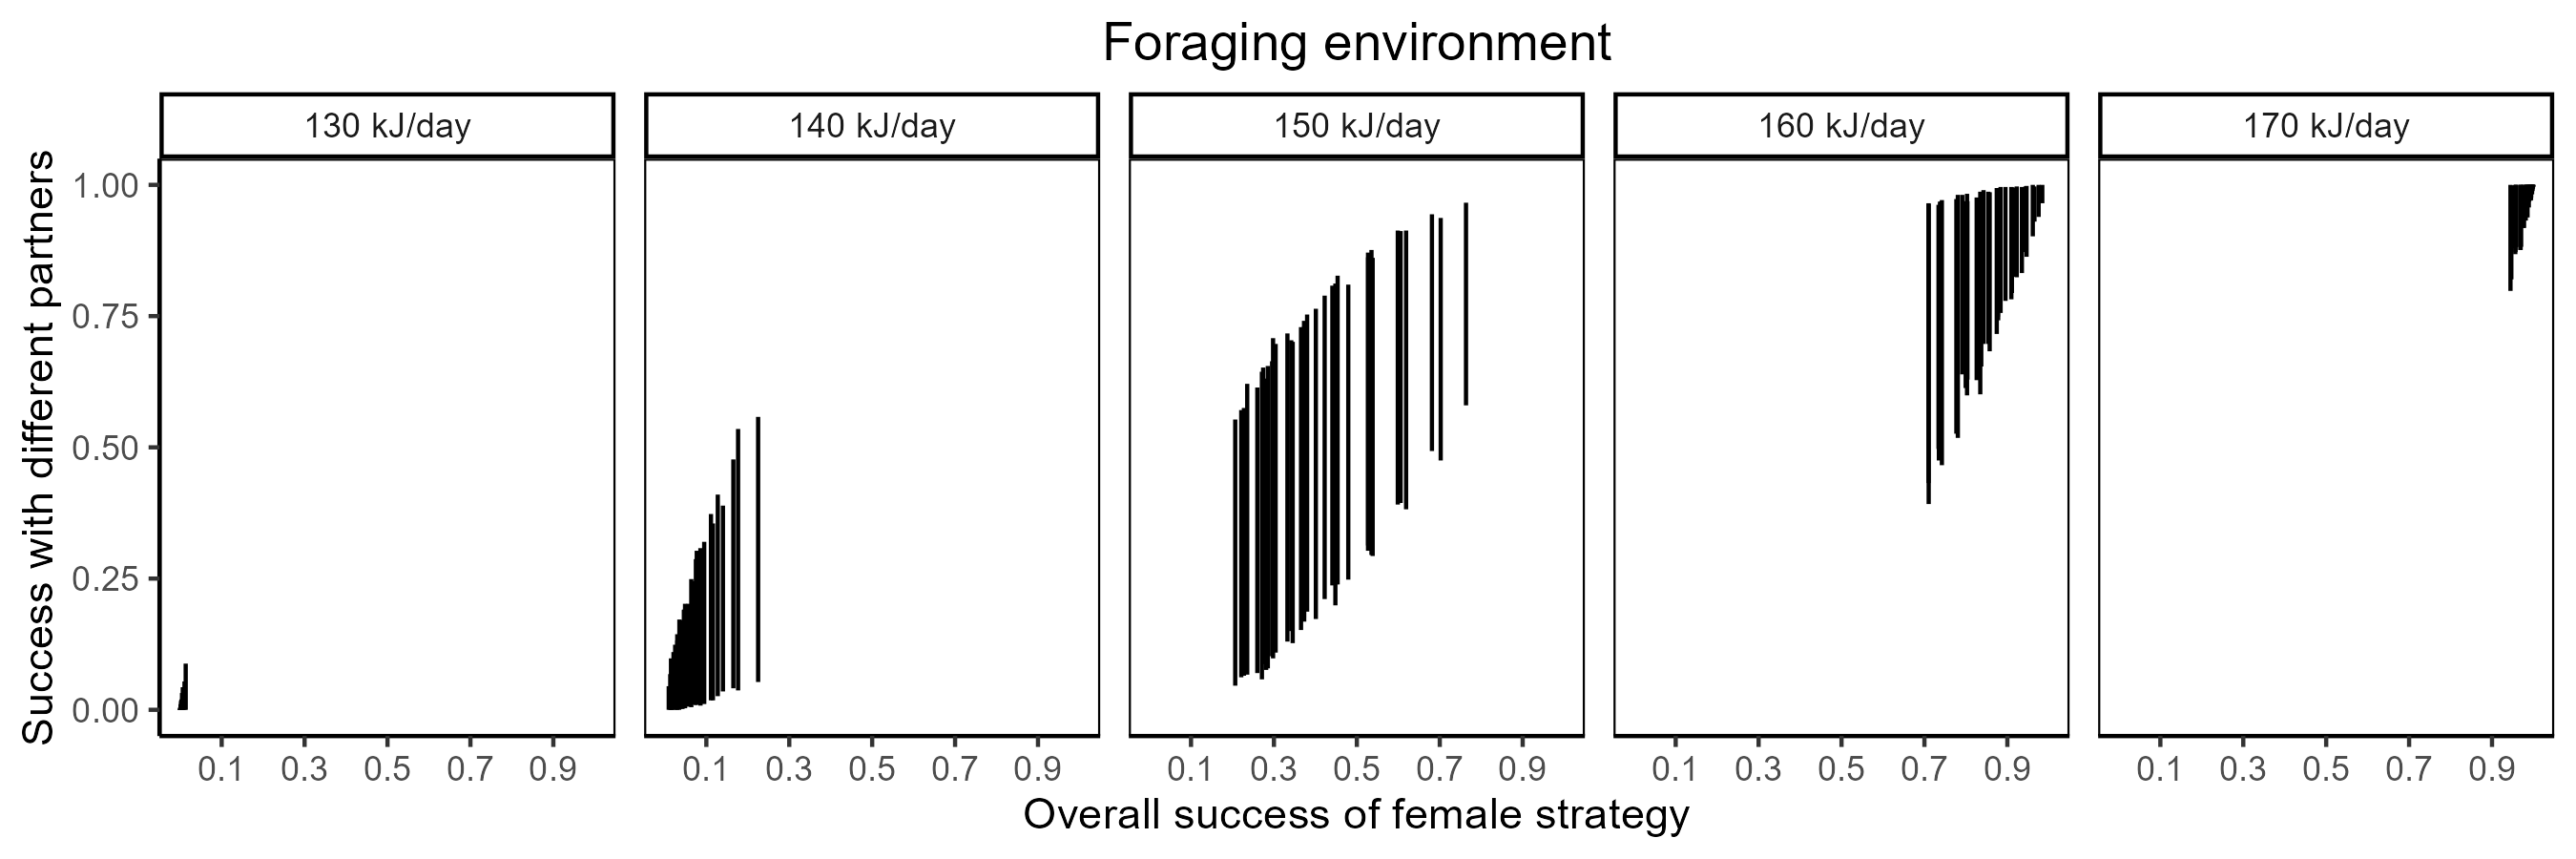 Foraging environment
130 kJ/day 140 kJ/day 150 kJ/day 160 kJ/day 170 kJ/day
Success with different partners
1.00
0.75
0.50
0.25
0.00
0.1 0.3 0.5 0.7 0.9 0.1 0.3 0.5 0.7 0.9 0.1 0.3 0.5 0.7 0.9 0.1 0.3 0.5 0.7 0.9 0.1 0.3 0.5 0.7 0.9
Overall success of female strategy